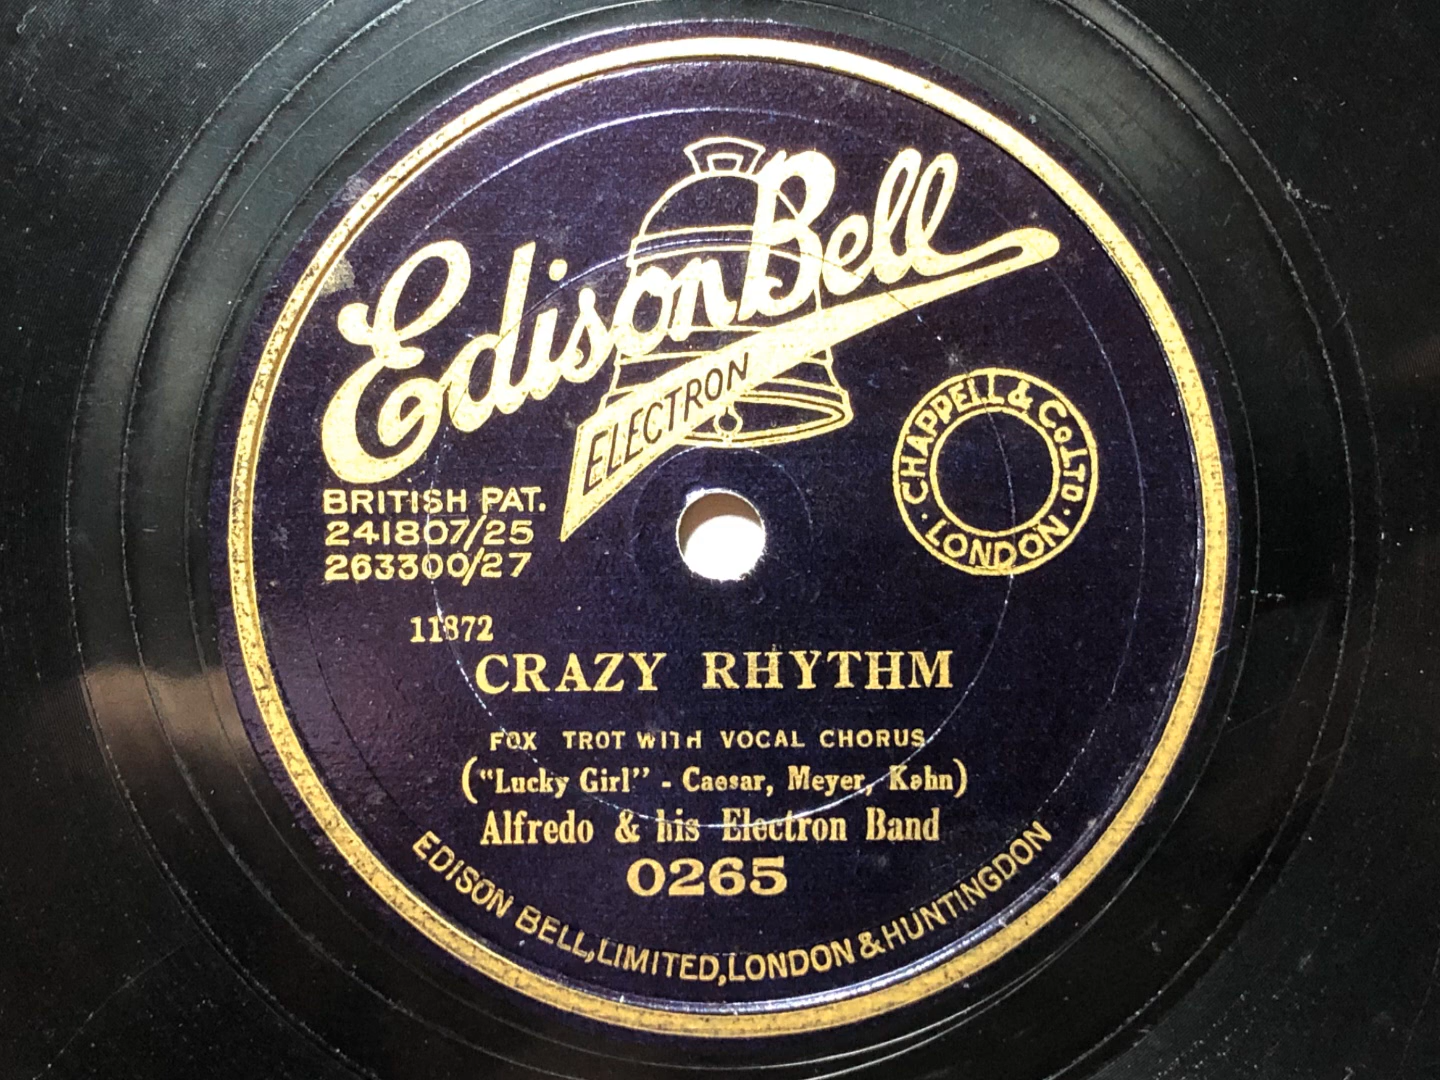 Edison Bell
ELECTRON
CHAPPELL & Co. LTD.
· LONDON ·
BRITISH PAT.
241807/25
263300/27
11872
CRAZY RHYTHM
FOX TROT WITH VOCAL CHORUS
("Lucky Girl" - Caesar, Meyer, Kahn)
Alfredo & his Electron Band
0265
EDISON BELL, LIMITED, LONDON & HUNTINGDON